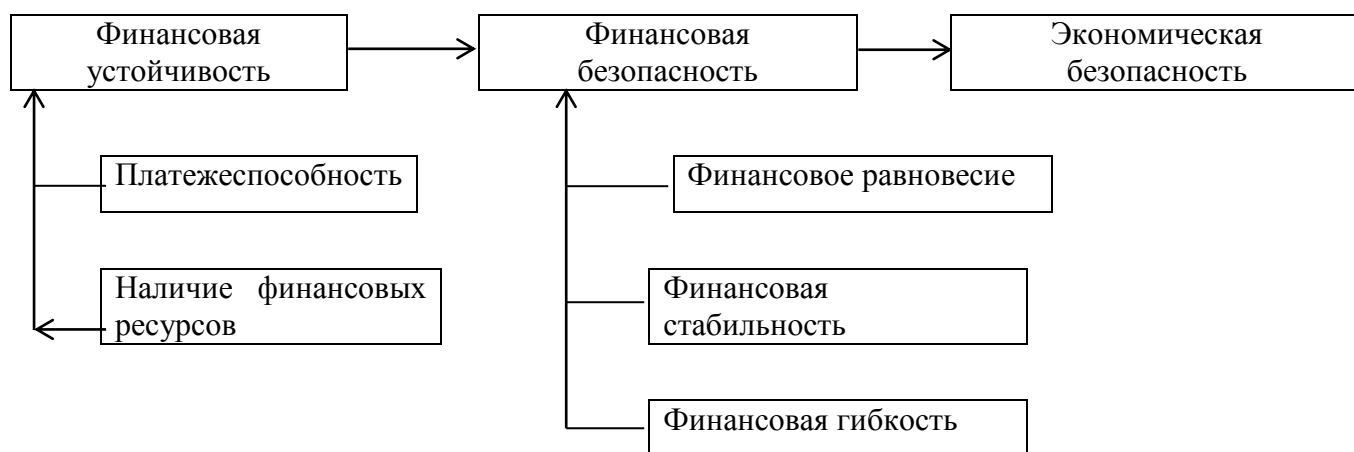 Финансовая
устойчивость
Финансовая
безопасность
Экономическая
безопасность
Платежеспособность
Финансовое равновесие
Наличие финансовых
ресурсов
Финансовая
стабильность
Финансовая гибкость